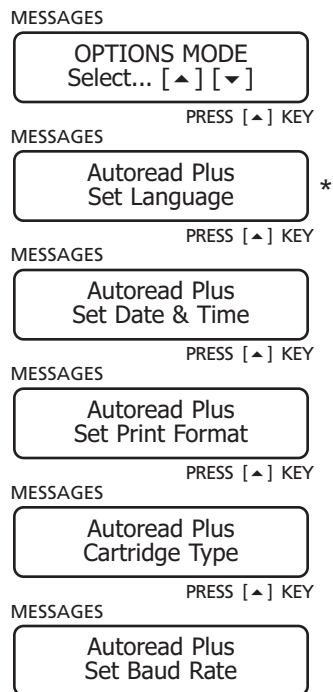 MESSAGES
OPTIONS MODE
Select... [▲] [▼]
PRESS [▲] KEY
MESSAGES
Autoread Plus
Set Language
*
PRESS [▲] KEY
MESSAGES
Autoread Plus
Set Date & Time
PRESS [▲] KEY
MESSAGES
Autoread Plus
Set Print Format
PRESS [▲] KEY
MESSAGES
Autoread Plus
Cartridge Type
PRESS [▲] KEY
MESSAGES
Autoread Plus
Set Baud Rate